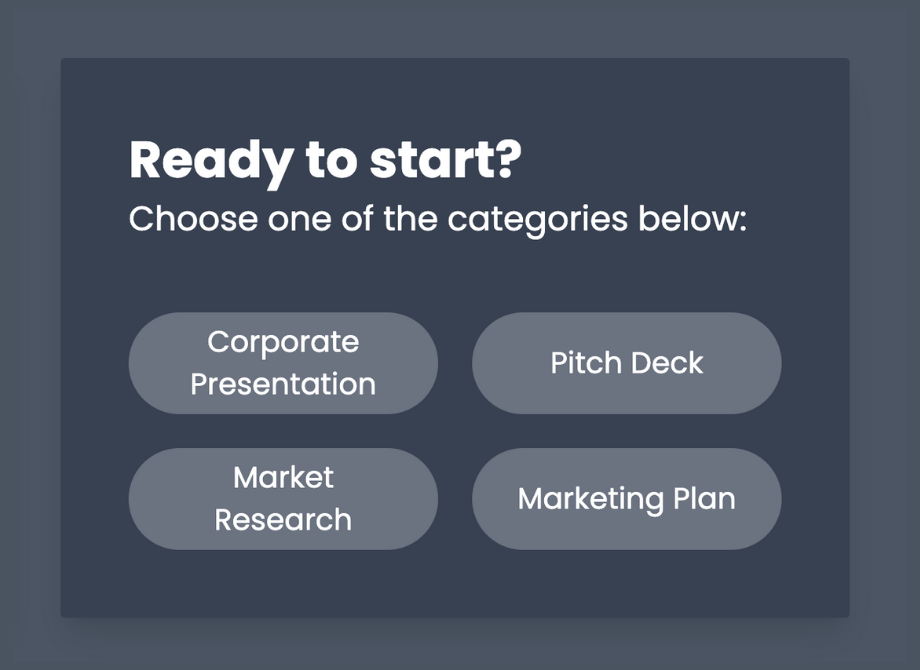 Ready to start?
Choose one of the categories below:
Corporate
Presentation
Pitch Deck
Market
Research
Marketing Plan